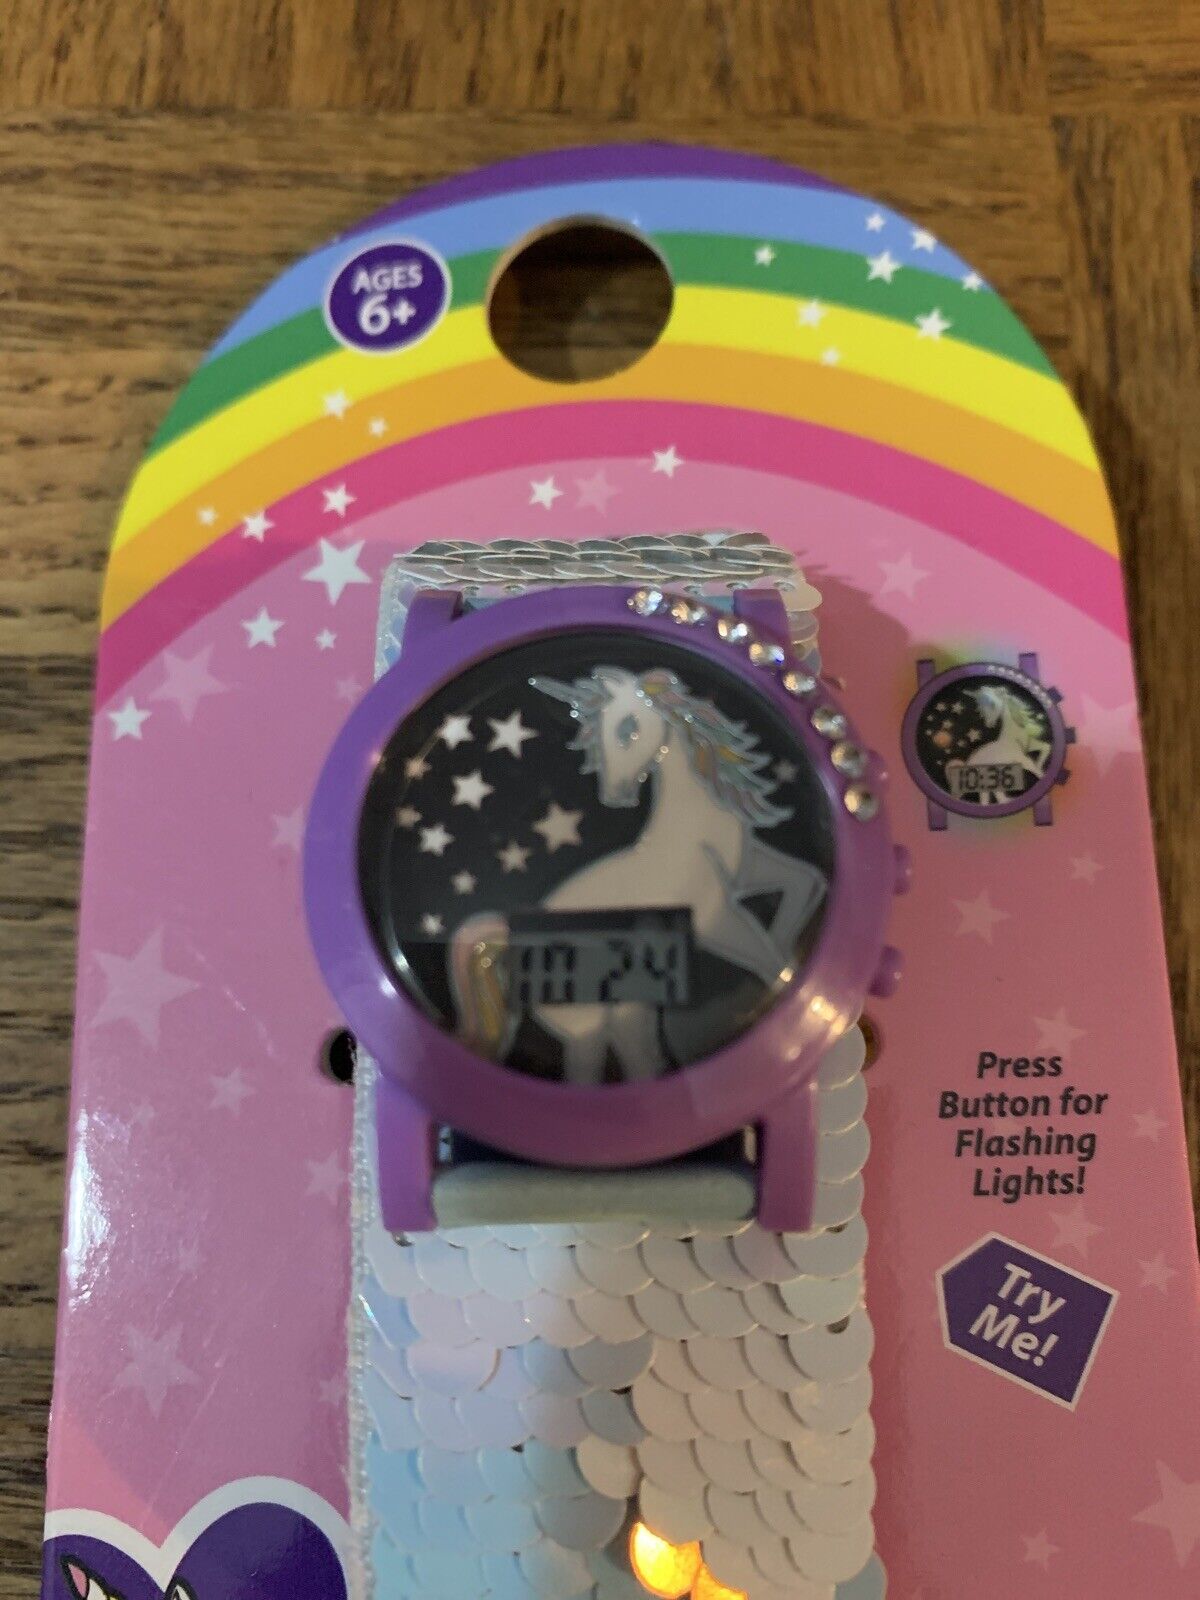 AGES
6+
10:36
10 24
Press
Button for
Flashing
Lights!
Try
Me!